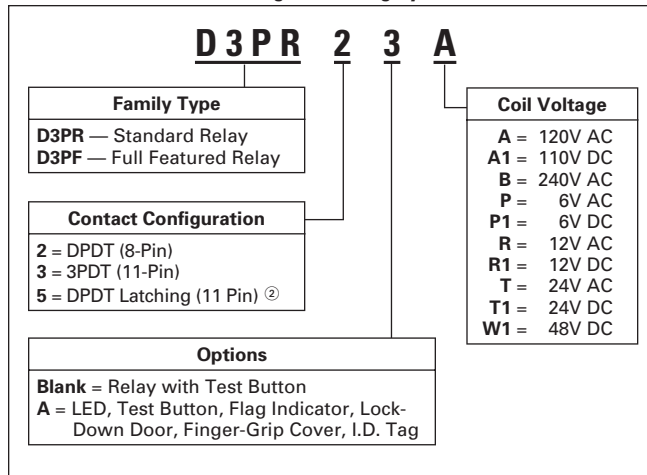 D3PR 2 3 A
Family Type
D3PR — Standard Relay
D3PF — Full Featured Relay
Contact Configuration
2 = DPDT (8-Pin)
3 = 3PDT (11-Pin)
5 = DPDT Latching (11 Pin) ②
Options
Blank = Relay with Test Button
A = LED, Test Button, Flag Indicator, Lock-
Down Door, Finger-Grip Cover, I.D. Tag
Coil Voltage
A = 120V AC
A1 = 110V DC
B = 240V AC
P = 6V AC
P1 = 6V DC
R = 12V AC
R1 = 12V DC
T = 24V AC
T1 = 24V DC
W1 = 48V DC